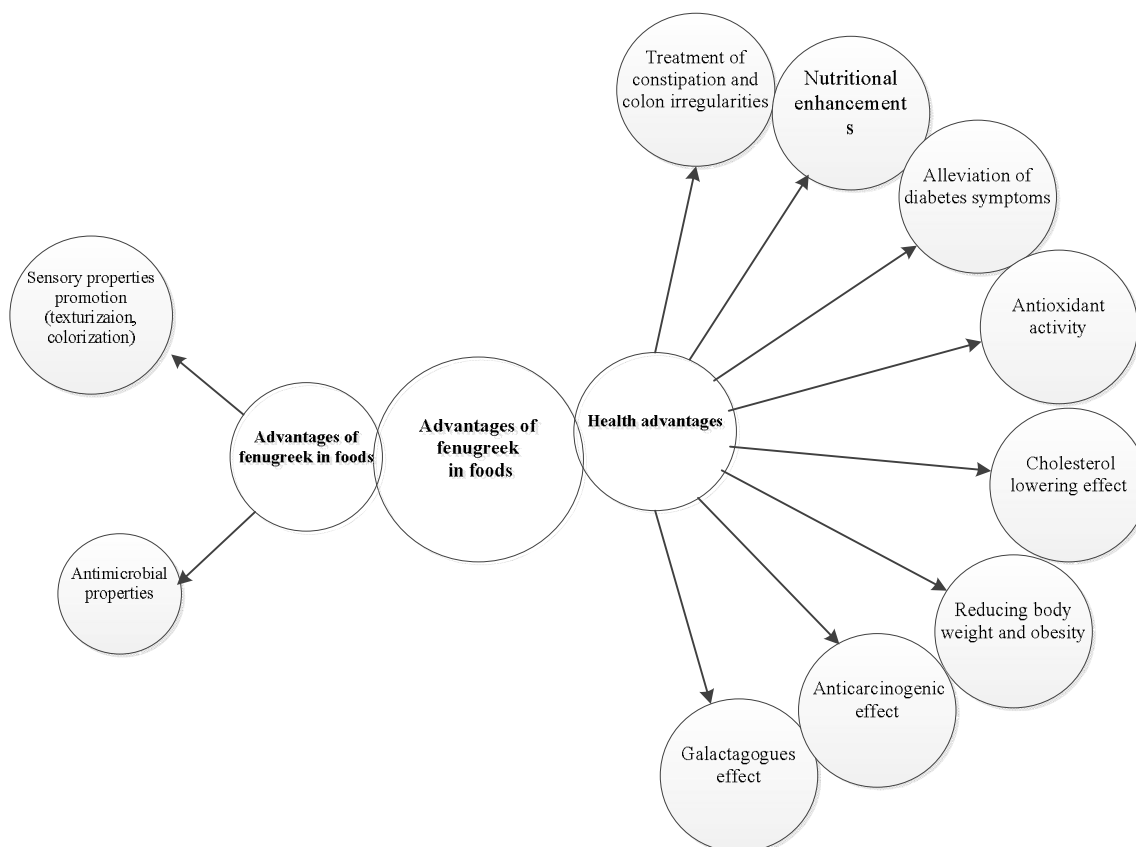 Treatment of
constipation and
colon irregularities
Nutritional
enhancement
s
Alleviation of
diabetes symptoms
Antioxidant
activity
Cholesterol
lowering effect
Reducing body
weight and obesity
Anticarcinogenic
effect
Galactagogues
effect
Health advantages
Advantages of
fenugreek
in foods
Advantages of
fenugreek in foods
Sensory properties
promotion
(texturizaion,
colorization)
Antimicrobial
properties